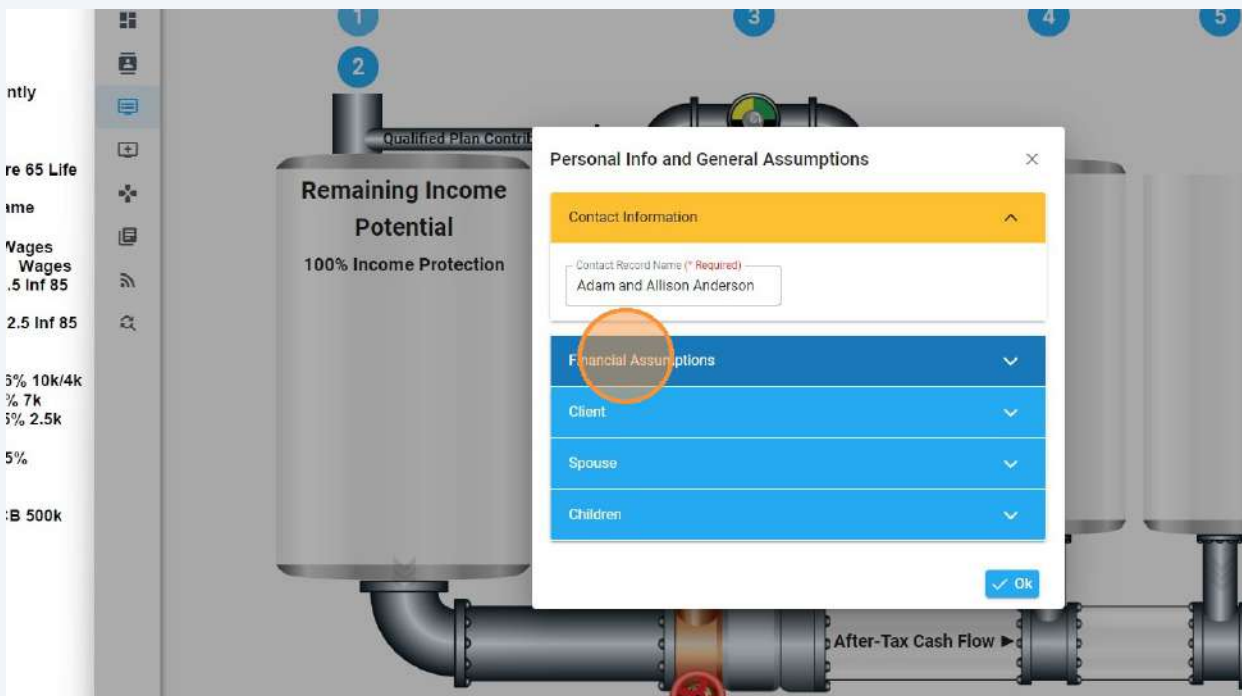 1
3
4
5
2
ntly
re 65 Life
ame
Wages
Wages
.5 Inf 85
2.5 Inf 85
6% 10k/4k
% 7k
5% 2.5k
5%
:B 500k
Qualified Plan Contrib
Remaining Income
Potential
100% Income Protection
Personal Info and General Assumptions
Contact Information
Contact Record Name (* Required)
Adam and Allison Anderson
Financial Assumptions
Client
Spouse
Children
Ok
After-Tax Cash Flow ►